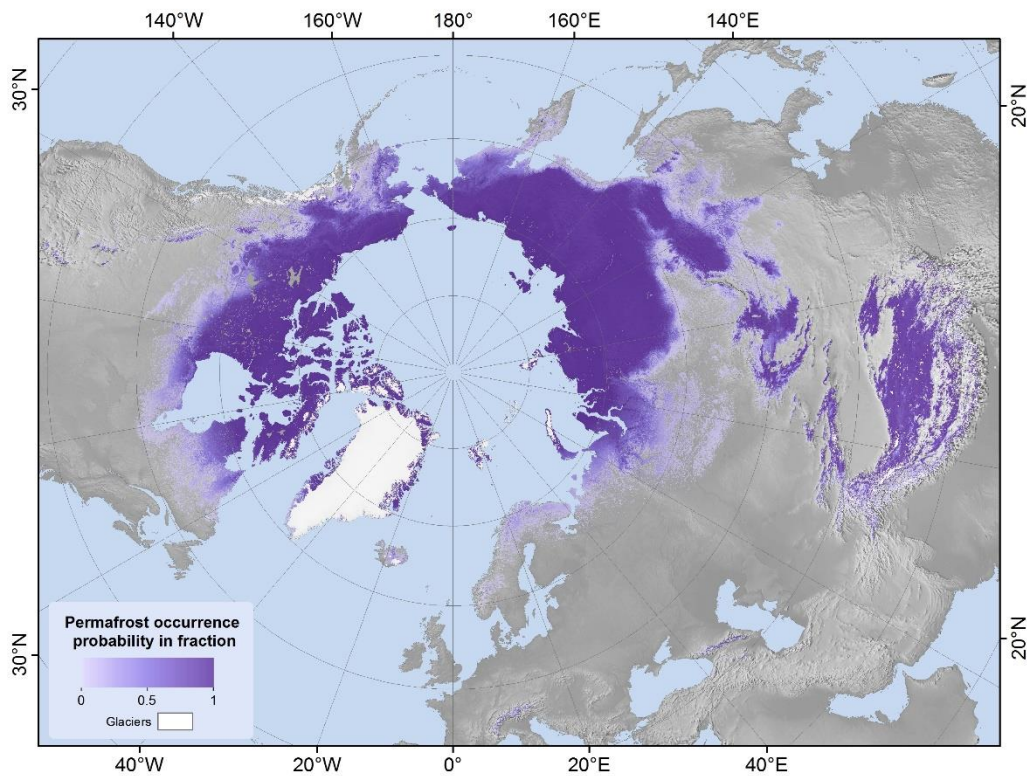 140°W 160°W 180° 160°E 140°E
30°N
20°N
30°N
20°N
Permafrost occurrence
probability in fraction
0 0.5 1
Glaciers
40°W 20°W 0° 20°E 40°E